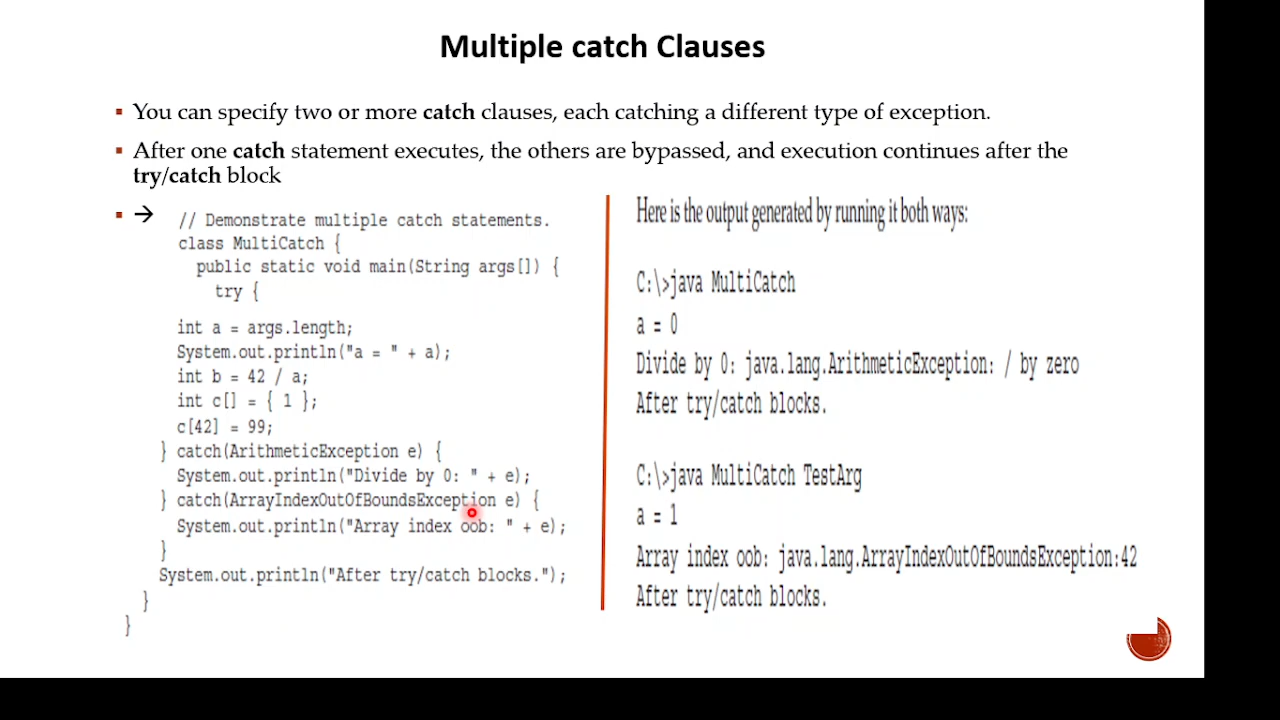 Multiple catch Clauses
▪ You can specify two or more catch clauses, each catching a different type of exception.
▪ After one catch statement executes, the others are bypassed, and execution continues after the
try/catch block
▪ →
// Demonstrate multiple catch statements.
class MultiCatch {
public static void main(String args[]) {
try {
int a = args.length;
System.out.println("a = " + a);
int b = 42 / a;
int c[] = { 1 };
c[42] = 99;
} catch(ArithmeticException e) {
System.out.println("Divide by 0: " + e);
} catch(ArrayIndexOutOfBoundsException e) {
System.out.println("Array index oob: " + e);
}
System.out.println("After try/catch blocks.");
}
}
Here is the output generated by running it both ways:
C:\>java MultiCatch
a = 0
Divide by 0: java.lang.ArithmeticException: / by zero
After try/catch blocks.
C:\>java MultiCatch TestArg
a = 1
Array index oob: java.lang.ArrayIndexOutOfBoundsException:42
After try/catch blocks.